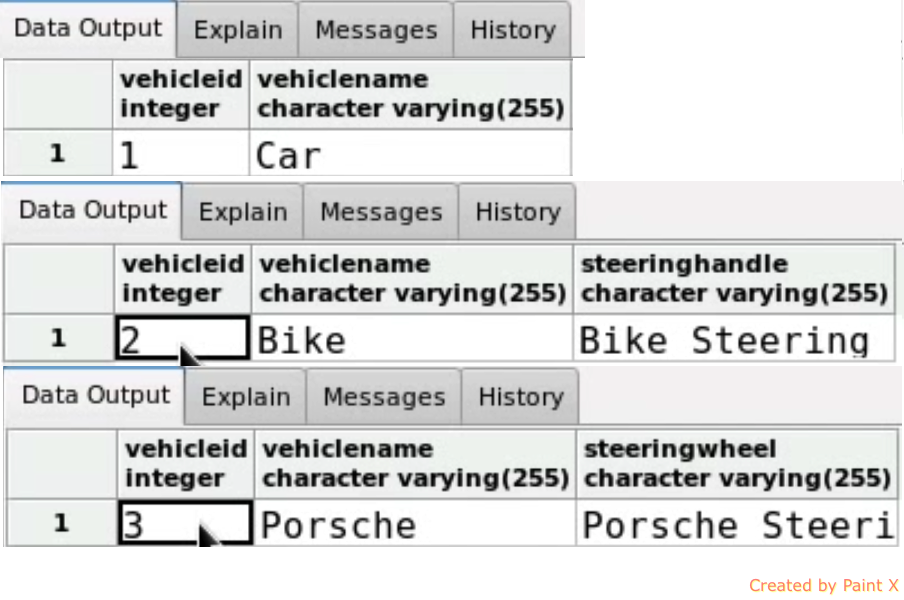 Data Output Explain Messages History
vehicleid vehiclename
integer character varying(255)
1 1 Car
Data Output Explain Messages History
vehicleid vehiclename steeringhandle
integer character varying(255) character varying(255)
1 2 Bike Bike Steering
Data Output Explain Messages History
vehicleid vehiclename steeringwheel
integer character varying(255) character varying(255)
1 3 Porsche Porsche Steeri
Created by Paint X